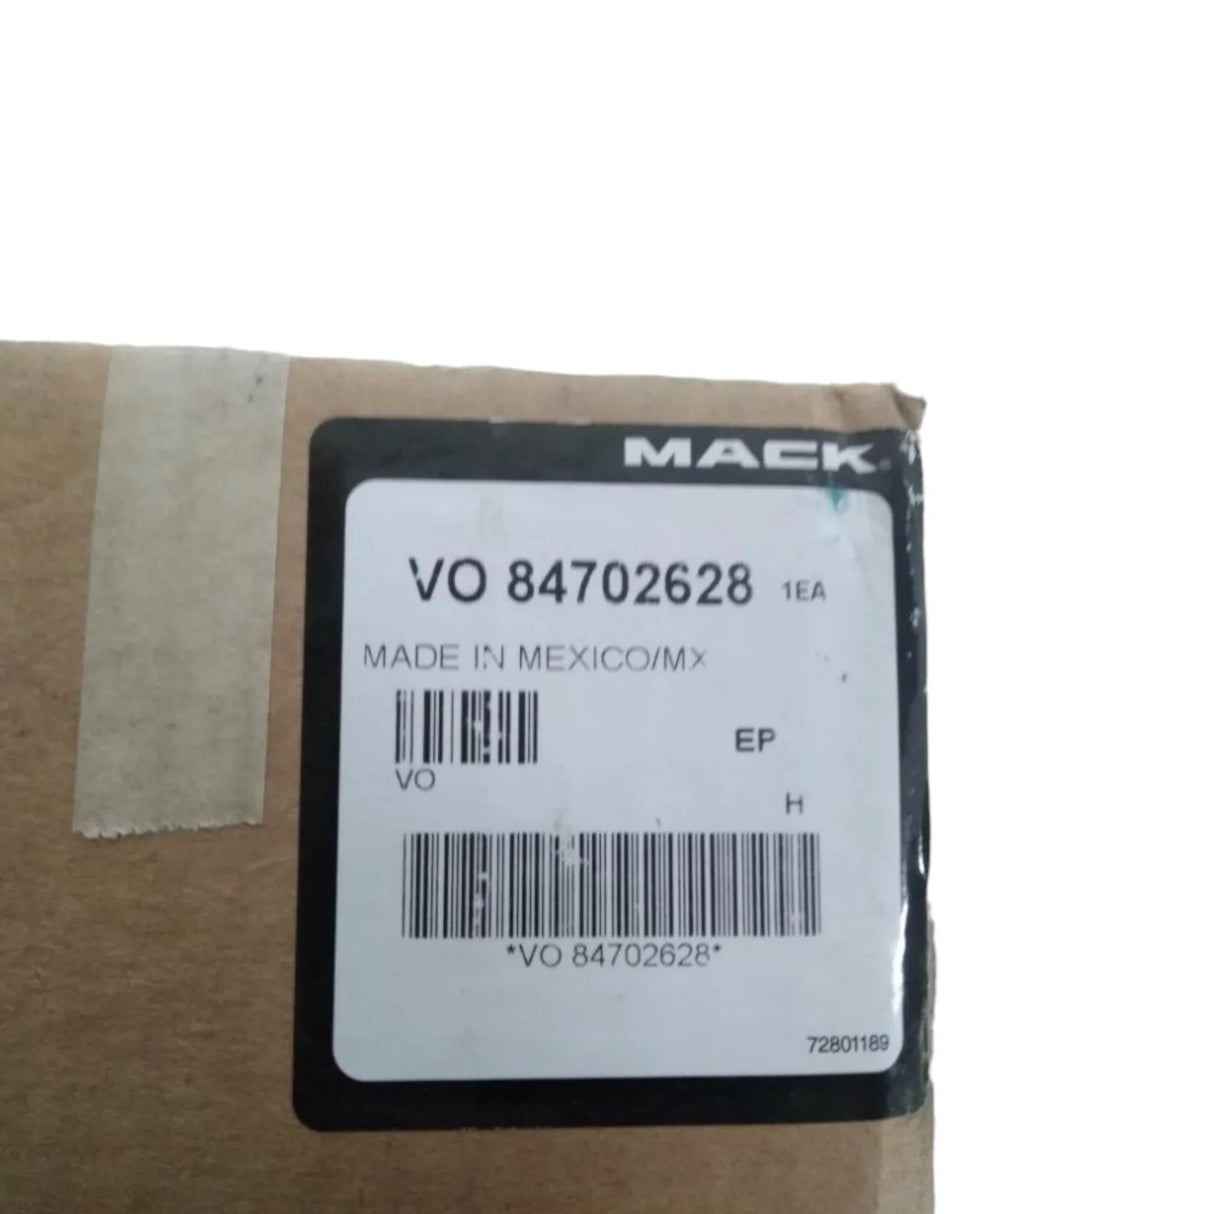 MACK
VO 84702628 1EA
MADE IN MEXICO/MX
VO
EP
H
*VO 84702628*
72801189